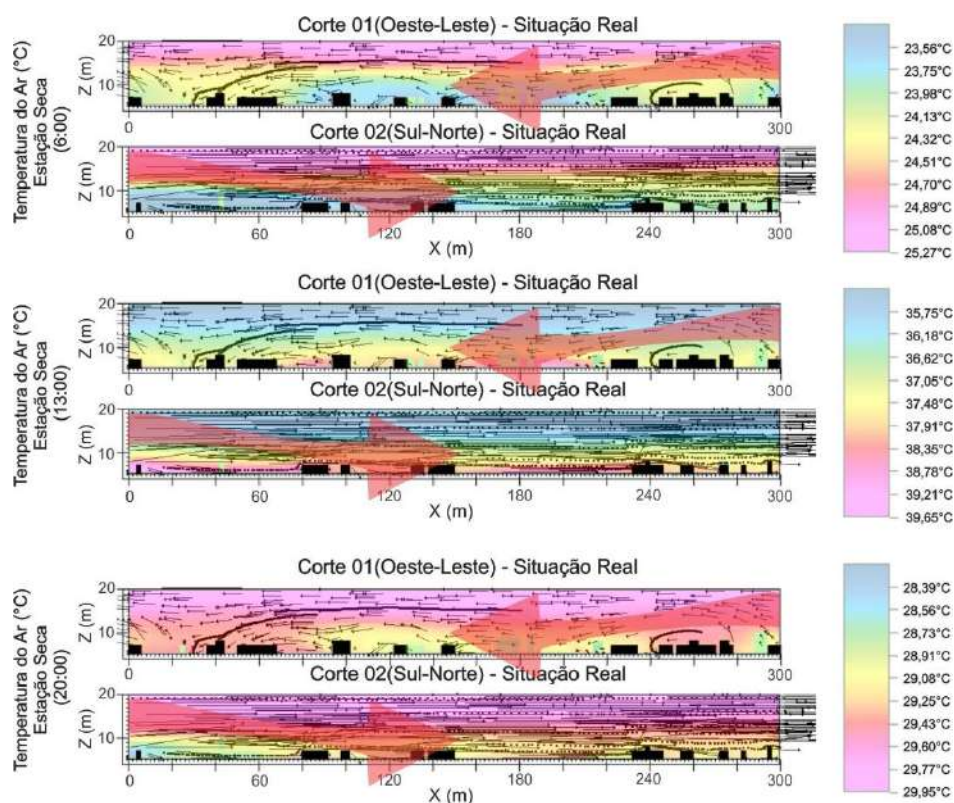 Corte 01(Oeste-Leste) - Situação Real
Temperatura do Ar (°C)
Estação Seca
(6:00)
Z (m)
20
10
0
300
Corte 02(Sul-Norte) - Situação Real
Z (m)
20
10
0
60
120
180
240
300
X (m)
23,56°C
23,75°C
23,98°C
24,13°C
24,32°C
24,51°C
24,70°C
24,89°C
25,08°C
25,27°C
Corte 01(Oeste-Leste) - Situação Real
Temperatura do Ar (°C)
Estação Seca
(13:00)
Z (m)
20
10
0
300
Corte 02(Sul-Norte) - Situação Real
Z (m)
20
10
0
60
120
180
240
300
X (m)
35,75°C
36,18°C
36,62°C
37,05°C
37,48°C
37,91°C
38,35°C
38,78°C
39,21°C
39,65°C
Corte 01(Oeste-Leste) - Situação Real
Temperatura do Ar (°C)
Estação Seca
(20:00)
Z (m)
20
10
0
300
Corte 02(Sul-Norte) - Situação Real
Z (m)
20
10
0
60
120
180
240
300
X (m)
28.39°C
28,56°C
28,73°C
28,91°C
29,08°C
29,25°C
29,43°C
29,60°C
29,77°C
29,95°C